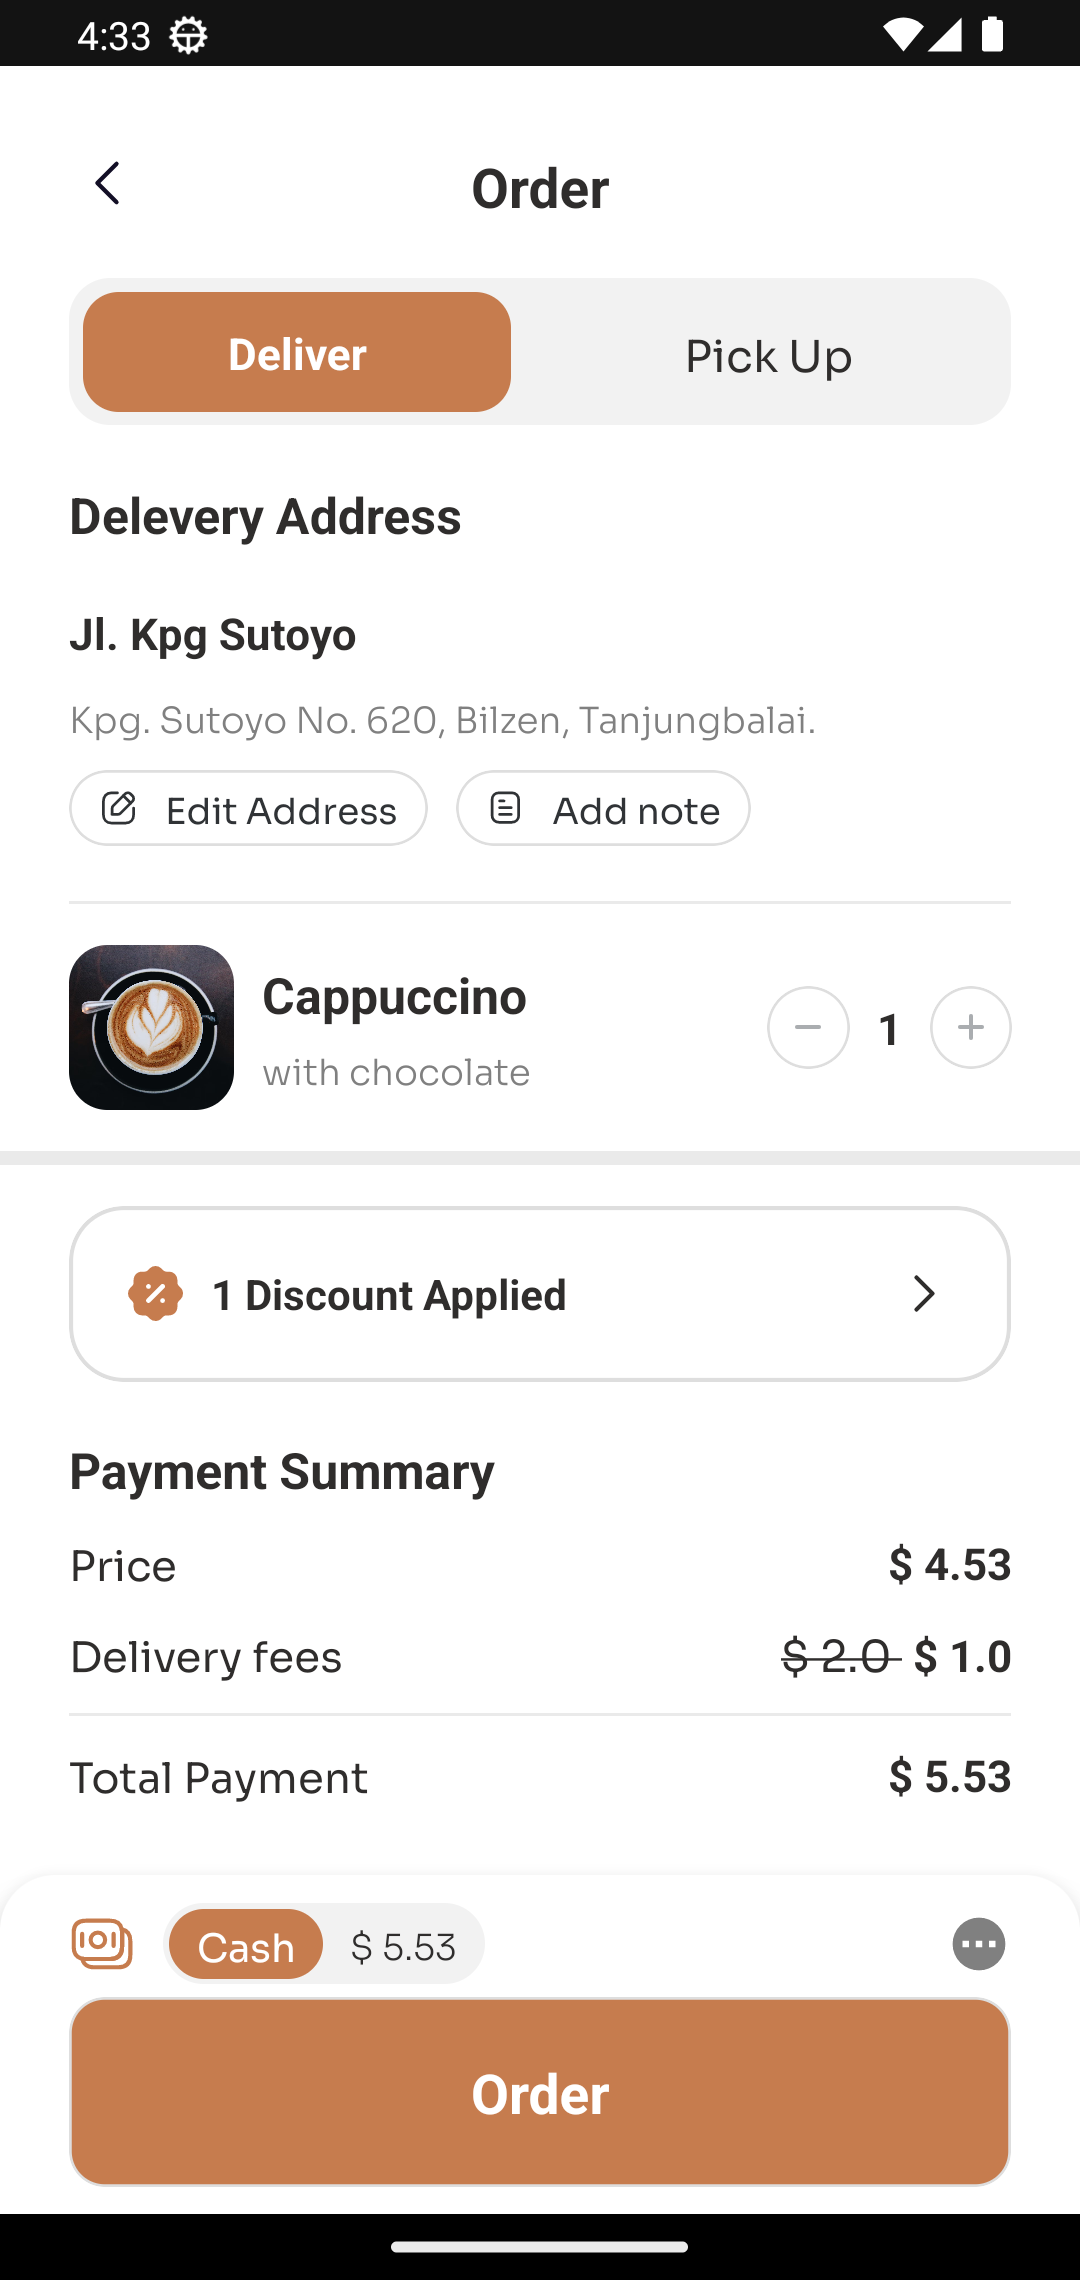 4:33
Order
Deliver
Pick Up
Delevery Address
Jl. Kpg Sutoyo
Kpg. Sutoyo No. 620, Bilzen, Tanjungbalai.
Edit Address
Add note
Cappuccino
with chocolate
1
1 Discount Applied
Payment Summary
Price $ 4.53
Delivery fees $ 2.0 $ 1.0
Total Payment $ 5.53
Cash $ 5.53
Order